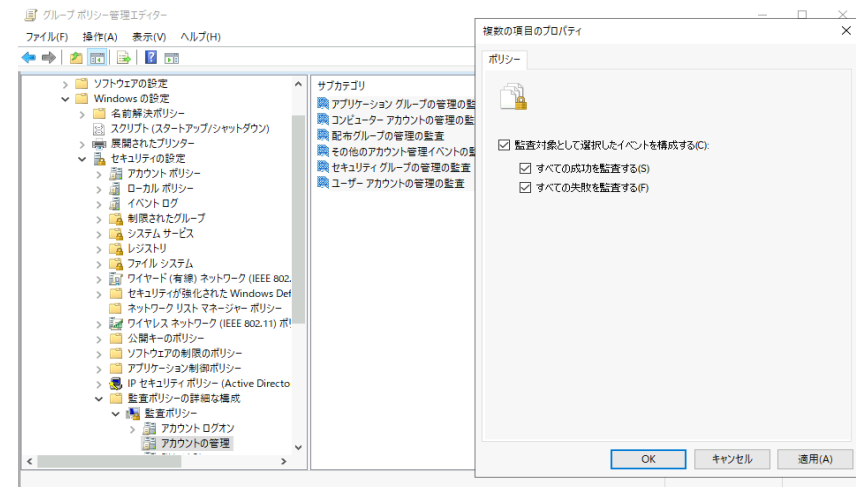 グループ ポリシー管理エディター
ファイル(F) 操作(A) 表示(V) ヘルプ(H)
ソフトウェアの設定
Windows の設定
名前解決ポリシー
スクリプト (スタートアップ/シャットダウン)
展開されたプリンター
セキュリティの設定
アカウント ポリシー
ローカル ポリシー
イベント ログ
制限されたグループ
システム サービス
レジストリ
ファイル システム
ワイヤード (有線) ネットワーク (IEEE 802.
セキュリティが強化された Windows Def
ネットワーク リスト マネージャー ポリシー
ワイヤレス ネットワーク (IEEE 802.11) ポ
公開キーのポリシー
ソフトウェアの制限のポリシー
アプリケーション制御ポリシー
IP セキュリティ ポリシー (Active Directo
監査ポリシーの詳細な構成
監査ポリシー
アカウント ログオン
アカウントの管理
サブカテゴリ
アプリケーション グループの管理の監
コンピューター アカウントの管理の監
配布グループの管理の監査
その他のアカウント管理イベントの監
セキュリティ グループの管理の監査
ユーザー アカウントの管理の監査
複数の項目のプロパティ
ポリシー
監査対象として選択したイベントを構成する(C):
すべての成功を監査する(S)
すべての失敗を監査する(F)
OK キャンセル 適用(A)